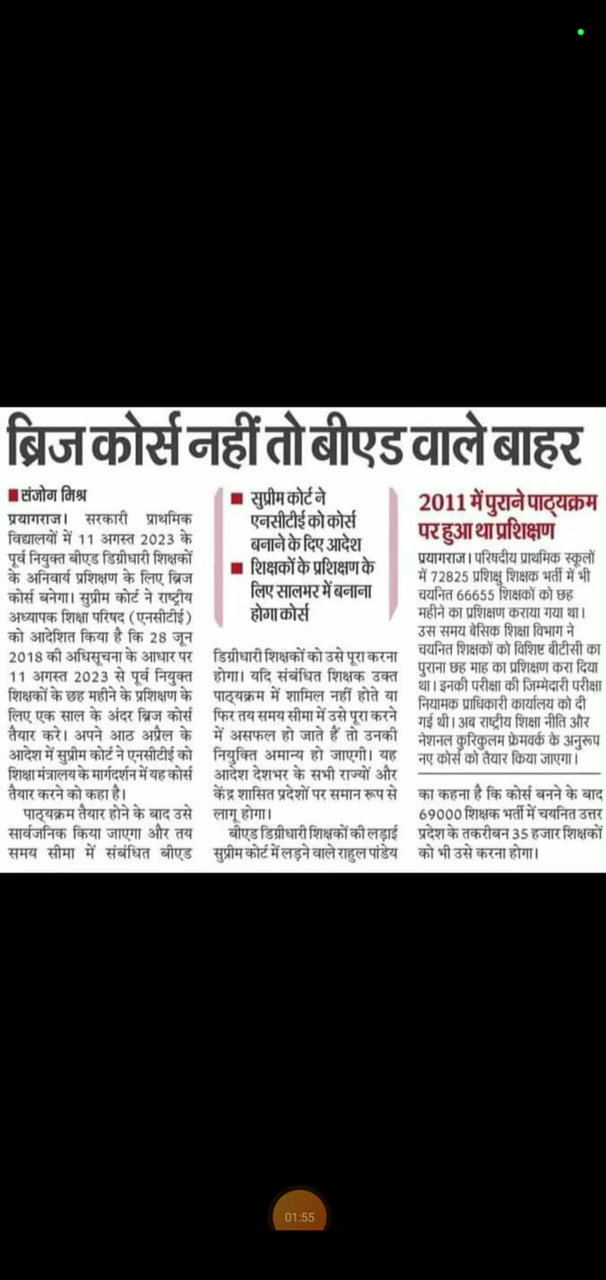 ब्रिज कोर्स नहीं तो बीएड वाले बाहर
■ संजोग मिश्र
प्रयागराज। सरकारी प्राथमिक
विद्यालयों में 11 अगस्त 2023 के
पूर्व नियुक्त बीएड डिग्रीधारी शिक्षकों
के अनिवार्य प्रशिक्षण के लिए ब्रिज
कोर्स बनेगा। सुप्रीम कोर्ट ने राष्ट्रीय
अध्यापक शिक्षा परिषद (एनसीटीई)
को आदेशित किया है कि 28 जून
2018 की अधिसूचना के आधार पर
11 अगस्त 2023 से पूर्व नियुक्त
शिक्षकों के छह महीने के प्रशिक्षण के
लिए एक साल के अंदर ब्रिज कोर्स
तैयार करे। अपने आठ अप्रैल के
आदेश में सुप्रीम कोर्ट ने एनसीटीई को
शिक्षा मंत्रालय के मार्गदर्शन में यह कोर्स
तैयार करने को कहा है।
पाठ्यक्रम तैयार होने के बाद उसे
सार्वजनिक किया जाएगा और तय
समय सीमा में संबंधित बीएड
■ सुप्रीम कोर्ट ने
एनसीटीई को कोर्स
बनाने के दिए आदेश
■ शिक्षकों के प्रशिक्षण के
लिए सालभर में बनाना
होगा कोर्स
डिग्रीधारी शिक्षकों को उसे पूरा करना
होगा। यदि संबंधित शिक्षक उक्त
पाठ्यक्रम में शामिल नहीं होते या
फिर तय समय सीमा में उसे पूरा करने
में असफल हो जाते हैं तो उनकी
नियुक्ति अमान्य हो जाएगी। यह
आदेश देशभर के सभी राज्यों और
केंद्र शासित प्रदेशों पर समान रूप से
लागू होगा।
बीएड डिग्रीधारी शिक्षकों की लड़ाई
सुप्रीम कोर्ट में लड़ने वाले राहुल पांडेय
2011 में पुराने पाठ्यक्रम
पर हुआ था प्रशिक्षण
प्रयागराज। परिषदीय प्राथमिक स्कूलों
में 72825 प्रशिक्षु शिक्षक भर्ती में भी
चयनित 66655 शिक्षकों को छह
महीने का प्रशिक्षण कराया गया था।
उस समय बेसिक शिक्षा विभाग ने
चयनित शिक्षकों को विशिष्ट बीटीसी का
पुराना छह माह का प्रशिक्षण करा दिया
था। इनकी परीक्षा की जिम्मेदारी परीक्षा
नियामक प्राधिकारी कार्यालय को दी
गई थी। अब राष्ट्रीय शिक्षा नीति और
नेशनल कुरिकुलम फ्रेमवर्क के अनुरूप
नए कोर्स को तैयार किया जाएगा।
का कहना है कि कोर्स बनने के बाद
69000 शिक्षक भर्ती में चयनित उत्तर
प्रदेश के तकरीबन 35 हजार शिक्षकों
को भी उसे करना होगा।
01:55